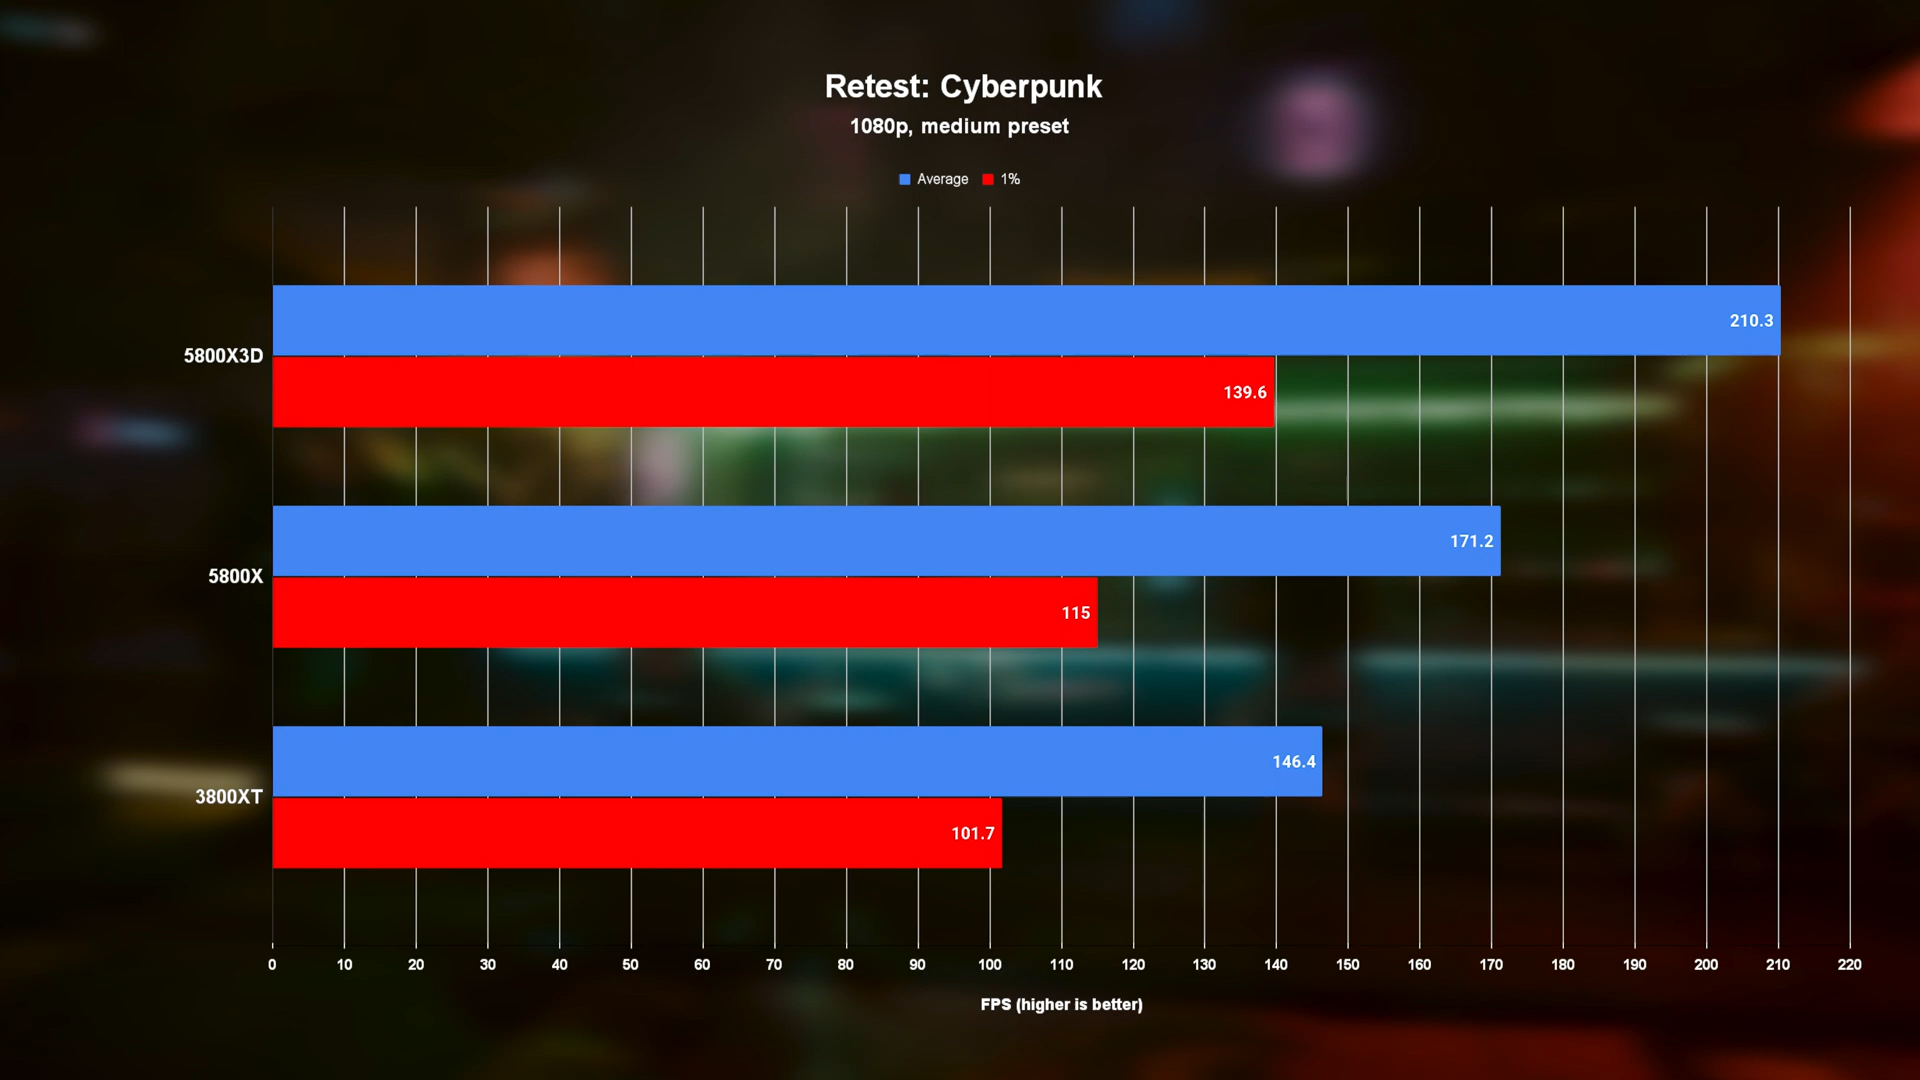 Retest: Cyberpunk
1080p, medium preset
Average 1%
210.3
5800X3D
139.6
171.2
5800X
115
146.4
3800XT
101.7
0 10 20 30 40 50 60 70 80 90 100 110 120 130 140 150 160 170 180 190 200 210 220
FPS (higher is better)